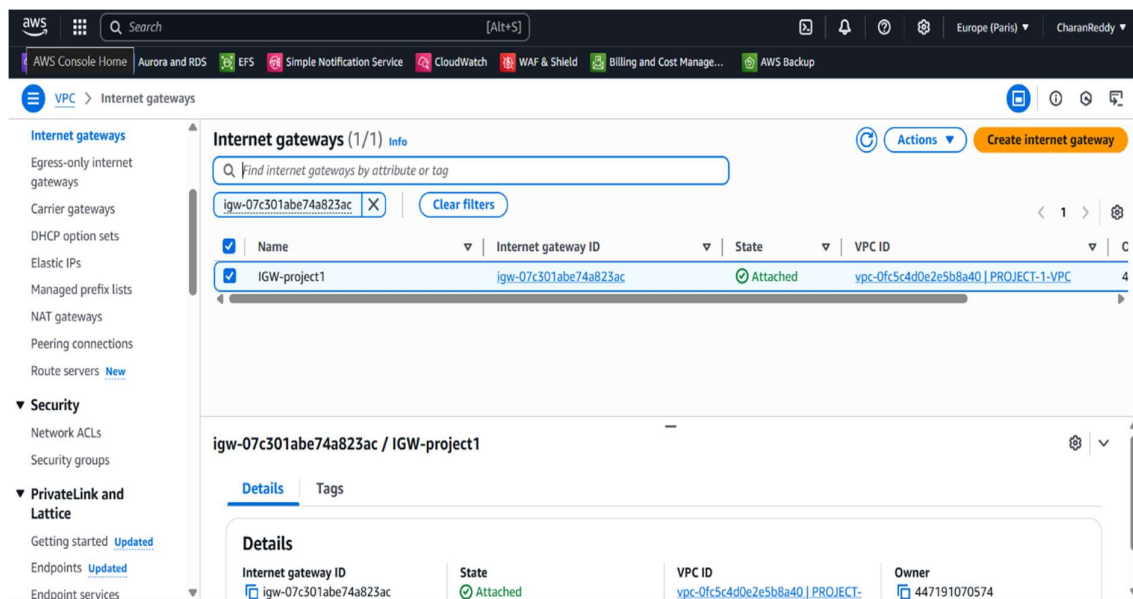 aws
Search
[Alt+S]
Europe (Paris) ▼
CharanReddy ▼
AWS Console Home
Aurora and RDS
EFS
Simple Notification Service
CloudWatch
WAF & Shield
Billing and Cost Manage...
AWS Backup
VPC > Internet gateways
Internet gateways
Egress-only internet
gateways
Carrier gateways
DHCP option sets
Elastic IPs
Managed prefix lists
NAT gateways
Peering connections
Route servers New
▼ Security
Network ACLs
Security groups
▼ PrivateLink and
Lattice
Getting started Updated
Endpoints Updated
Endpoint services
Internet gateways (1/1) Info
Actions ▼
Create internet gateway
Find internet gateways by attribute or tag
igw-07c301abe74a823ac X
Clear filters
< 1 >
Name
Internet gateway ID
State
VPC ID
IGW-project1
igw-07c301abe74a823ac
Attached
vpc-0fc5c4d0e2e5b8a40 | PROJECT-1-VPC
4
igw-07c301abe74a823ac / IGW-project1
Details
Tags
Details
Internet gateway ID
igw-07c301abe74a823ac
State
Attached
VPC ID
vpc-0fc5c4d0e2e5b8a40 | PROJECT-
Owner
447191070574